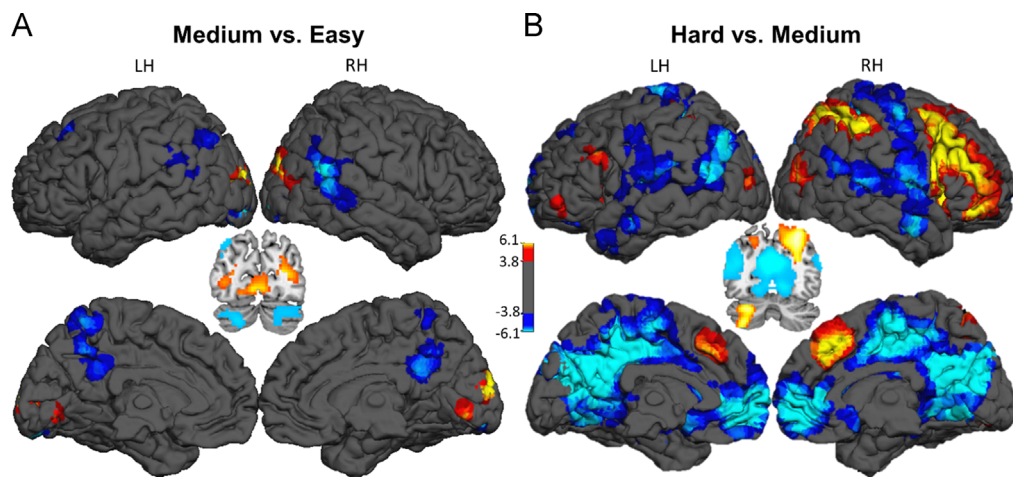 A
Medium vs. Easy
LH
RH
B
Hard vs. Medium
LH
RH
6.1
3.8
-3.8
-6.1